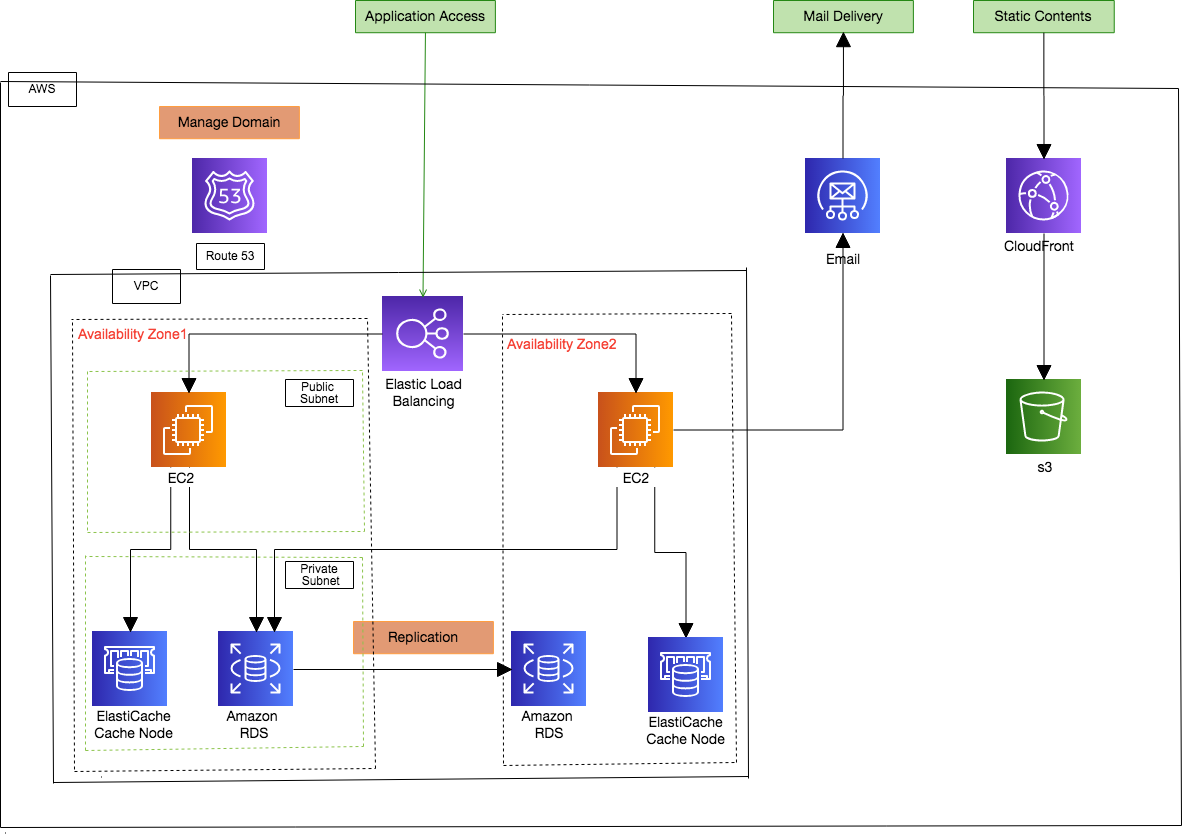 Application Access
Mail Delivery
Static Contents
AWS
Manage Domain
53
Route 53
Email
CloudFront
VPC
Availability Zone1
Availability Zone2
Elastic Load
Balancing
Public
Subnet
EC2
EC2
s3
Private
Subnet
Replication
ElastiCache
Cache Node
Amazon
RDS
Amazon
RDS
ElastiCache
Cache Node